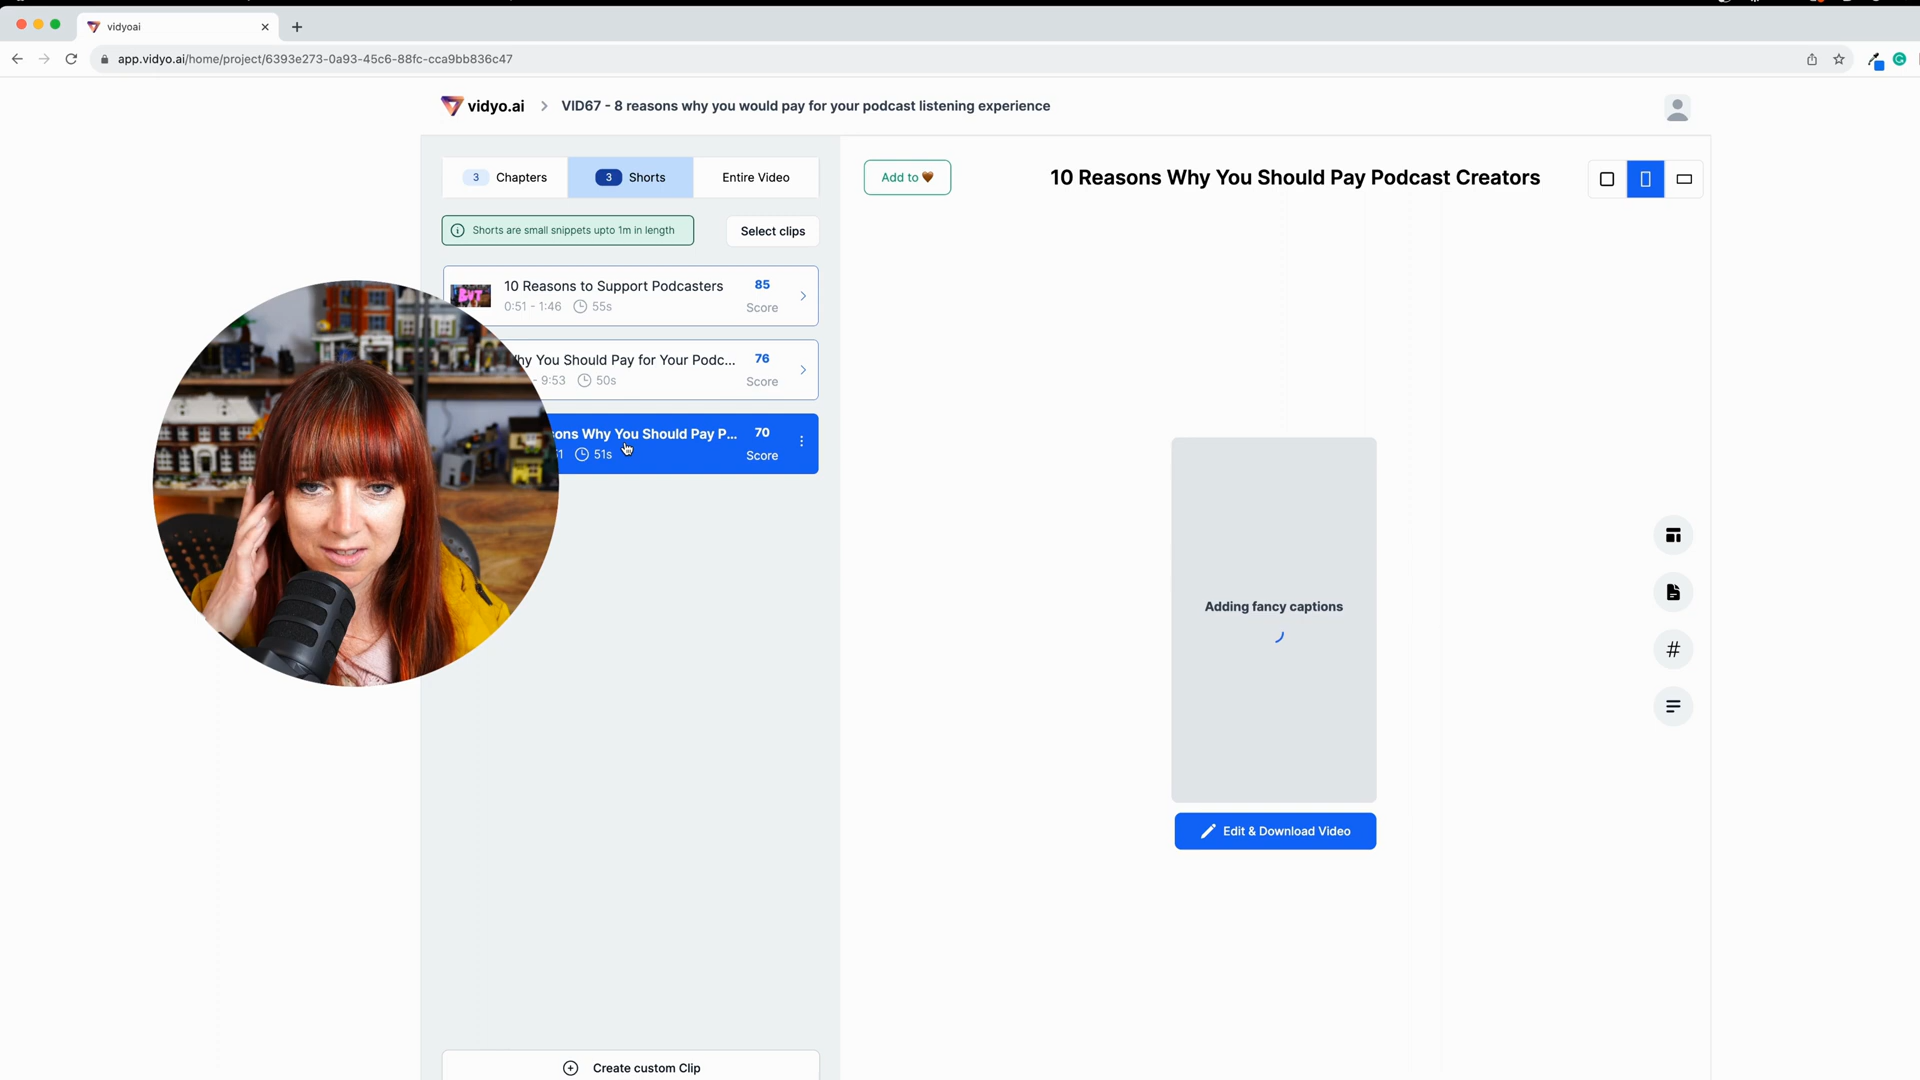 vidyoai
app.vidyo.ai/home/project/6393e273-0a93-45c6-88fc-cca9bb836c47
vidyo.ai > VID67 - 8 reasons why you would pay for your podcast listening experience
3 Chapters
3 Shorts
Entire Video
Shorts are small snippets upto 1m in length
Select clips
10 Reasons to Support Podcasters
0:51 - 1:46 55s
85
Score
Why You Should Pay for Your Podc...
- 9:53 50s
76
Score
Why You Should Pay P...
51s
70
Score
Create custom Clip
Add to
10 Reasons Why You Should Pay Podcast Creators
Adding fancy captions
Edit & Download Video
#